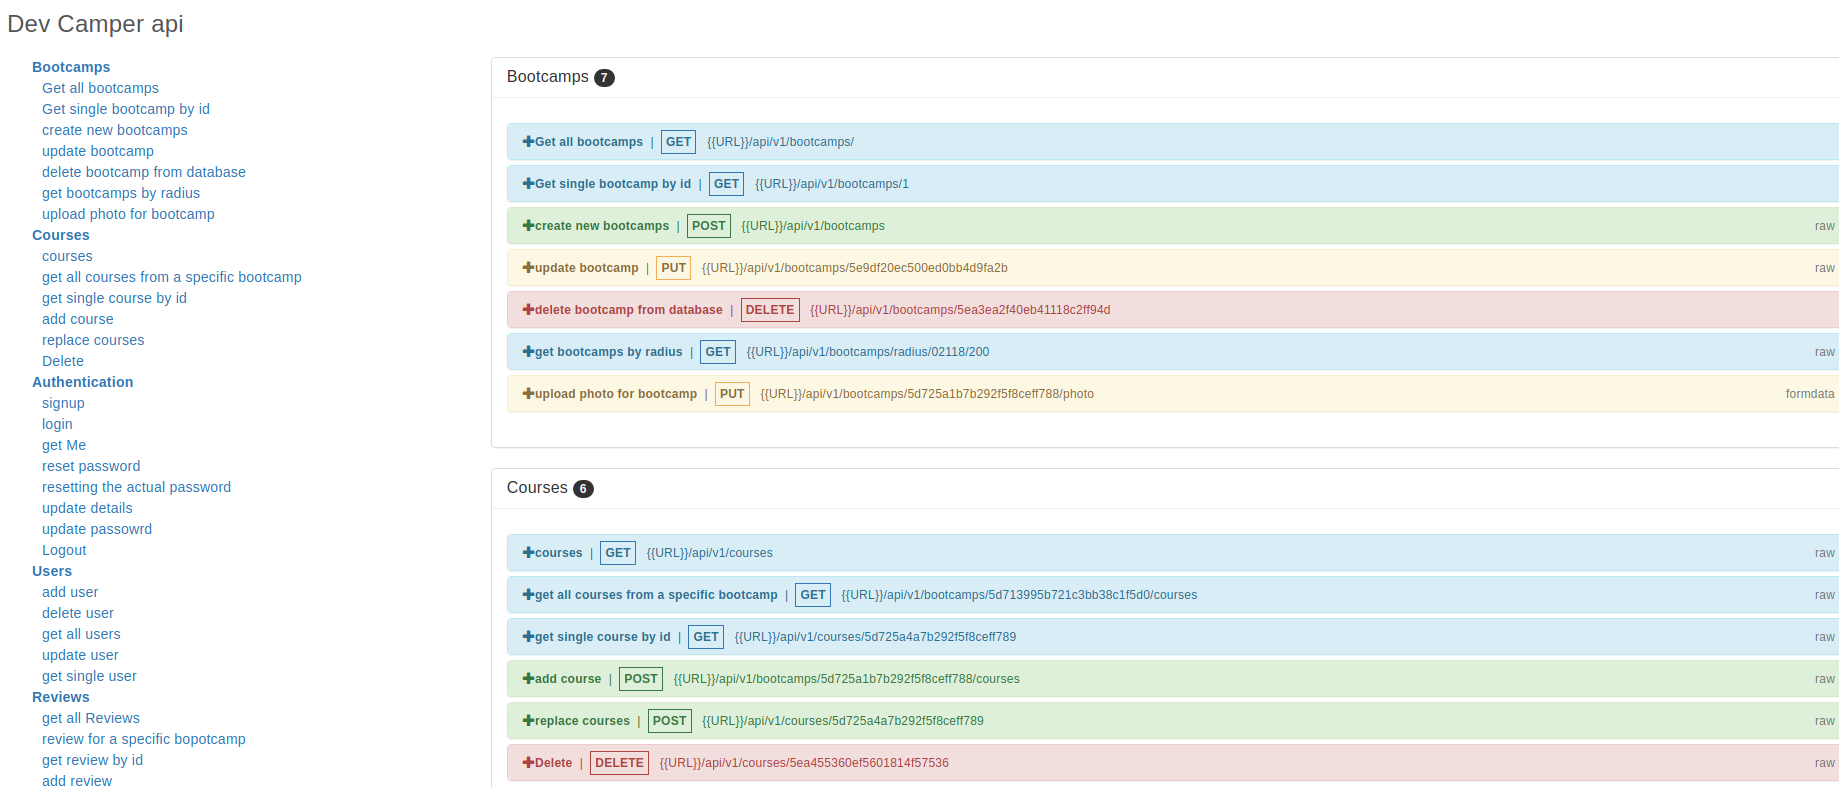 Dev Camper api
Bootcamps
Get all bootcamps
Get single bootcamp by id
create new bootcamps
update bootcamp
delete bootcamp from database
get bootcamps by radius
upload photo for bootcamp
Courses
courses
get all courses from a specific bootcamp
get single course by id
add course
replace courses
Delete
Authentication
signup
login
get Me
reset password
resetting the actual password
update details
update passowrd
Logout
Users
add user
delete user
get all users
update user
get single user
Reviews
get all Reviews
review for a specific bopotcamp
get review by id
add review
Bootcamps 7
Get all bootcamps | GET {{URL}}/api/v1/bootcamps/
Get single bootcamp by id | GET {{URL}}/api/v1/bootcamps/1
create new bootcamps | POST {{URL}}/api/v1/bootcamps raw
update bootcamp | PUT {{URL}}/api/v1/bootcamps/5e9df20ec500ed0bb4d9fa2b raw
delete bootcamp from database | DELETE {{URL}}/api/v1/bootcamps/5ea3ea2f40eb41118c2ff94d
get bootcamps by radius | GET {{URL}}/api/v1/bootcamps/radius/02118/200 raw
upload photo for bootcamp | PUT {{URL}}/api/v1/bootcamps/5d725a1b7b292f5f8ceff788/photo formdata
Courses 6
courses | GET {{URL}}/api/v1/courses raw
get all courses from a specific bootcamp | GET {{URL}}/api/v1/bootcamps/5d713995b721c3bb38c1f5d0/courses raw
get single course by id | GET {{URL}}/api/v1/courses/5d725a4a7b292f5f8ceff789 raw
add course | POST {{URL}}/api/v1/bootcamps/5d725a1b7b292f5f8ceff788/courses raw
replace courses | POST {{URL}}/api/v1/courses/5d725a4a7b292f5f8ceff789 raw
Delete | DELETE {{URL}}/api/v1/courses/5ea455360ef5601814f57536 raw